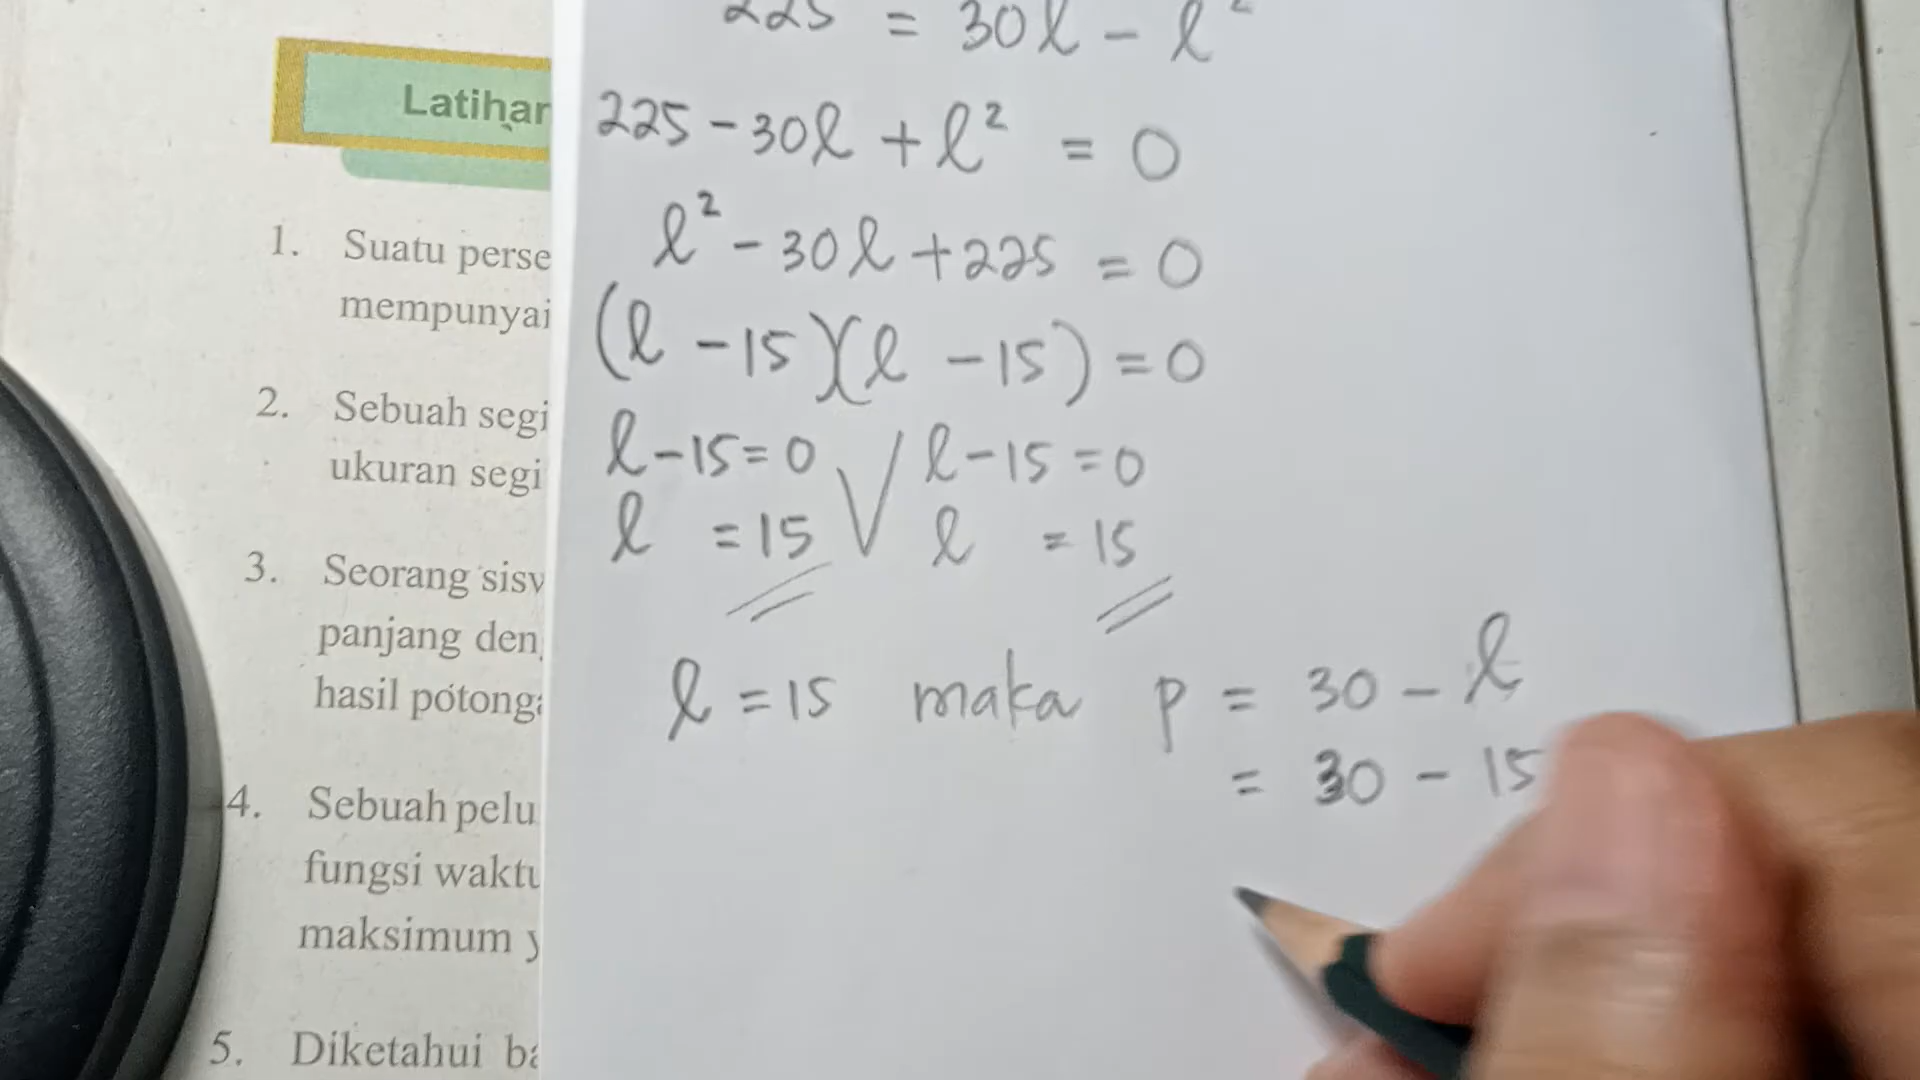 225 = 30l - l²
Latihan
225 - 30l + l² = 0
l² - 30l + 225 = 0
(l - 15)(l - 15) = 0
l - 15 = 0 V l - 15 = 0
l = 15 l = 15
l = 15 maka p = 30 - l
= 30 - 15
1. Suatu perse
mempunyai
2. Sebuah segi
ukuran segi
3. Seorang sisw
panjang den
hasil potonga
4. Sebuah pelu
fungsi waktu
maksimum y
5. Diketahui ba